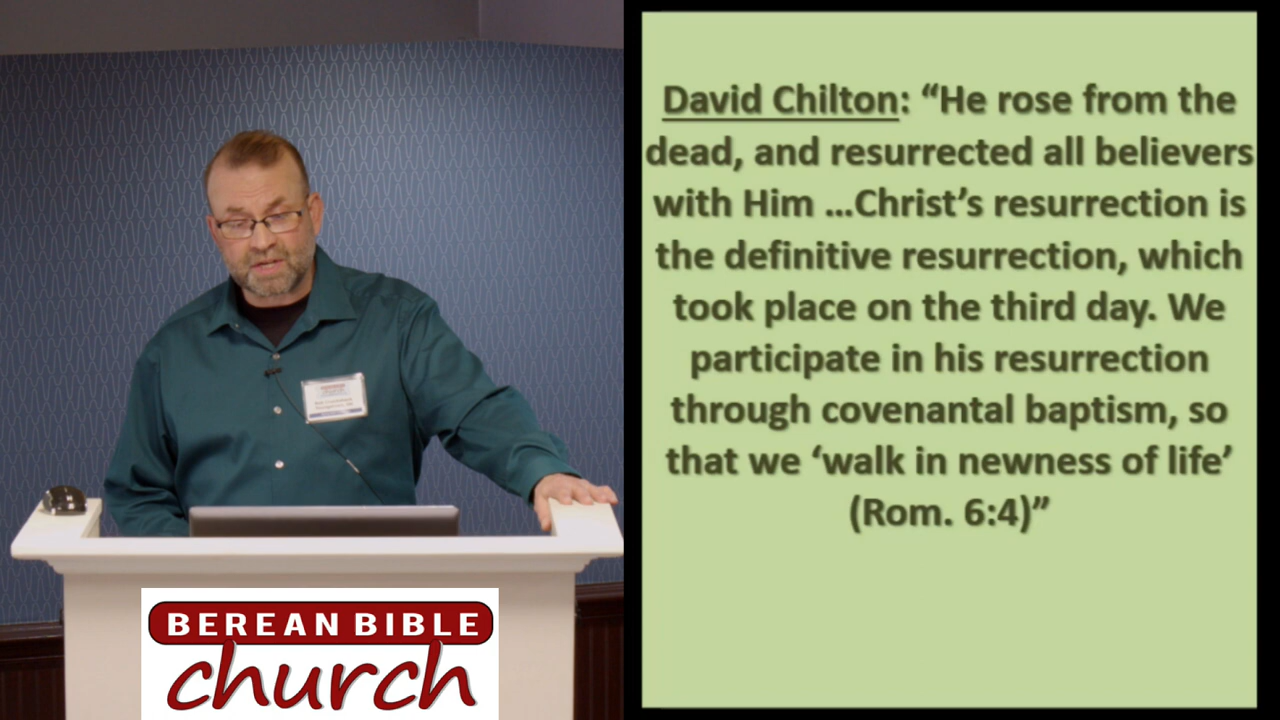 David Chilton: “He rose from the
dead, and resurrected all believers
with Him …Christ’s resurrection is
the definitive resurrection, which
took place on the third day. We
participate in his resurrection
through covenantal baptism, so
that we ‘walk in newness of life’
(Rom. 6:4)”
BEREAN BIBLE
church